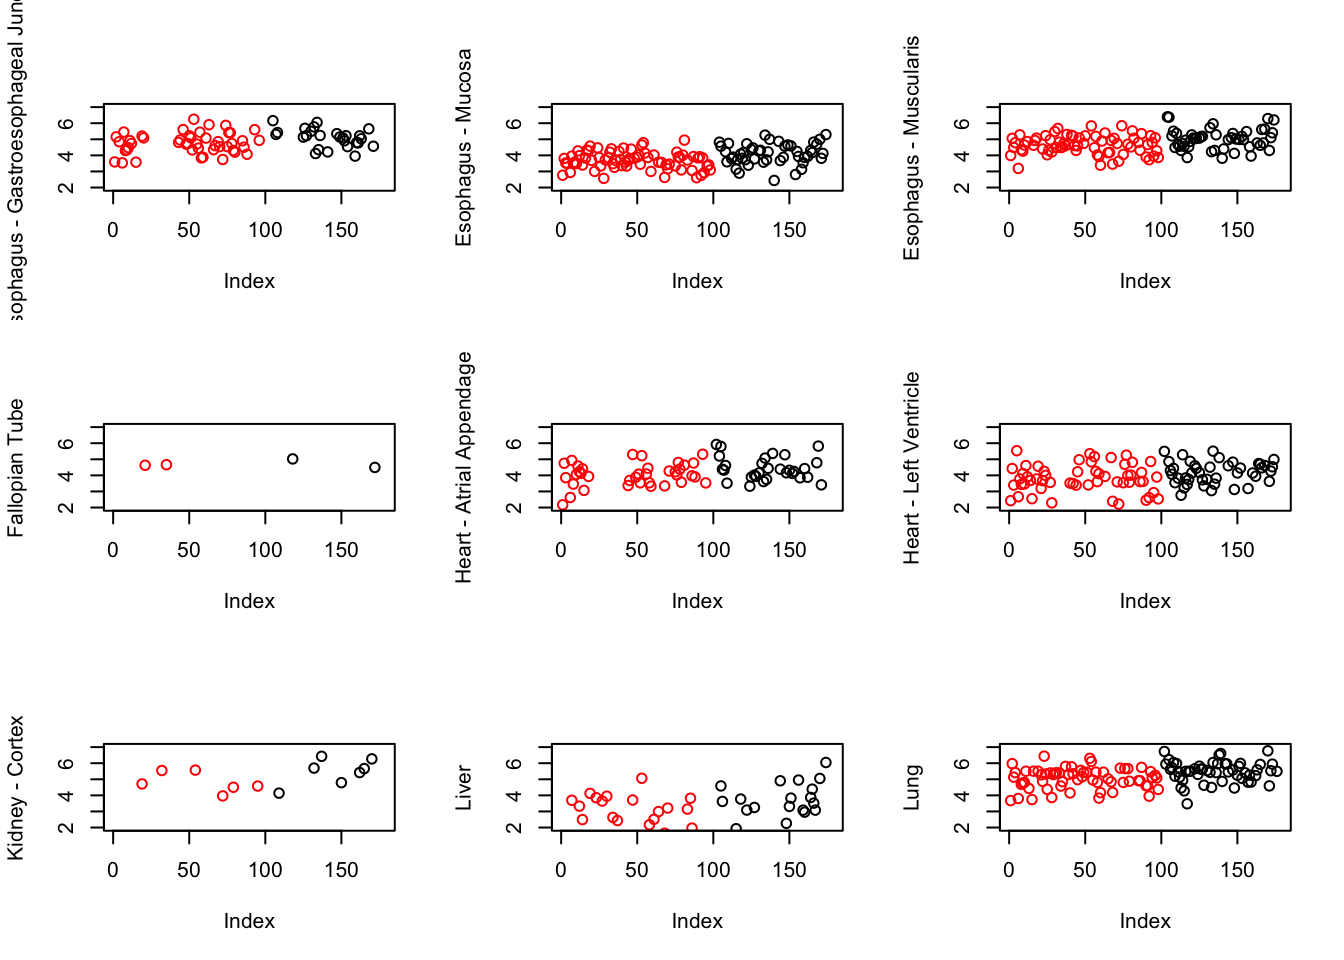 sophagus - Gastroesophageal Junc
2 4 6
0 50 100 150
Index
Esophagus - Mucosa
2 4 6
0 50 100 150
Index
Esophagus - Muscularis
2 4 6
0 50 100 150
Index
Fallopian Tube
2 4 6
0 50 100 150
Index
Heart - Atrial Appendage
2 4 6
0 50 100 150
Index
Heart - Left Ventricle
2 4 6
0 50 100 150
Index
Kidney - Cortex
2 4 6
0 50 100 150
Index
Liver
2 4 6
0 50 100 150
Index
Lung
2 4 6
0 50 100 150
Index